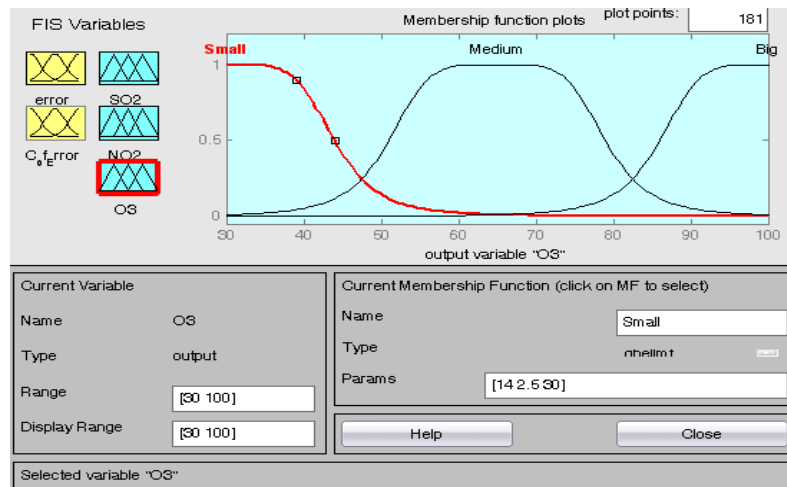 FIS Variables
Membership function plots
plot points:
181
Small
Medium
Big
1
0.5
0
30
40
50
60
70
80
90
100
output variable "O3"
error
SO2
NO2
O3
Current Variable
Name
O3
Type
output
Range
[30 100]
Display Range
[30 100]
Current Membership Function (click on MF to select)
Name
Small
Type
gbellmf
Params
[14 2.5 30]
Help
Close
Selected variable "O3"